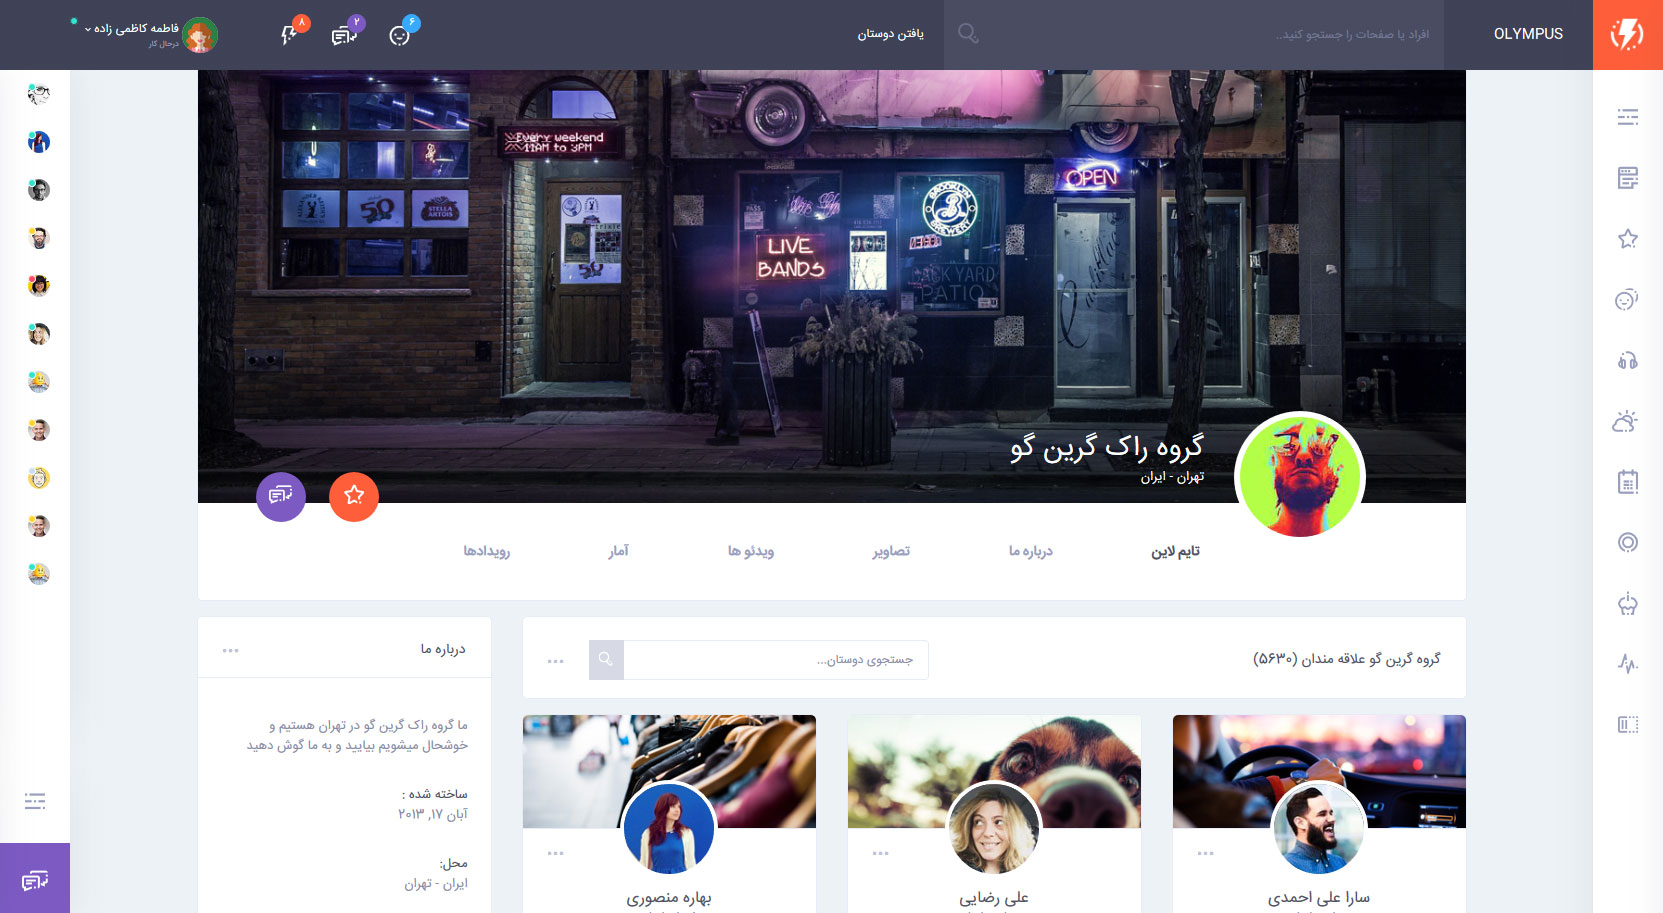 OLYMPUS
افراد یا صفحات را جستجو کنید..
یافتن دوستان
۶
۲
۸
فاطمه کاظمی زاده
درحال کار
Every weekend
11AM to 3PM
OPEN
BROOKLYN
BREWERY
LIVE
BANDS
BACK YARD
PATIO
STELLA
ARTOIS
50
گروه راک گرین گو
تهران - ایران
تایم لاین
درباره ما
تصاویر
ویدئو ها
آمار
رویدادها
گروه گرین گو علاقه مندان (۵۶۳۰)
جستجوی دوستان...
درباره ما
ما گروه راک گرین گو در تهران هستیم و
خوشحال میشویم بیایید و به ما گوش دهید
ساخته شده :
آبان ۱۷, ۲۰۱۳
محل:
ایران - تهران
سارا علی احمدی
علی رضایی
بهاره منصوری